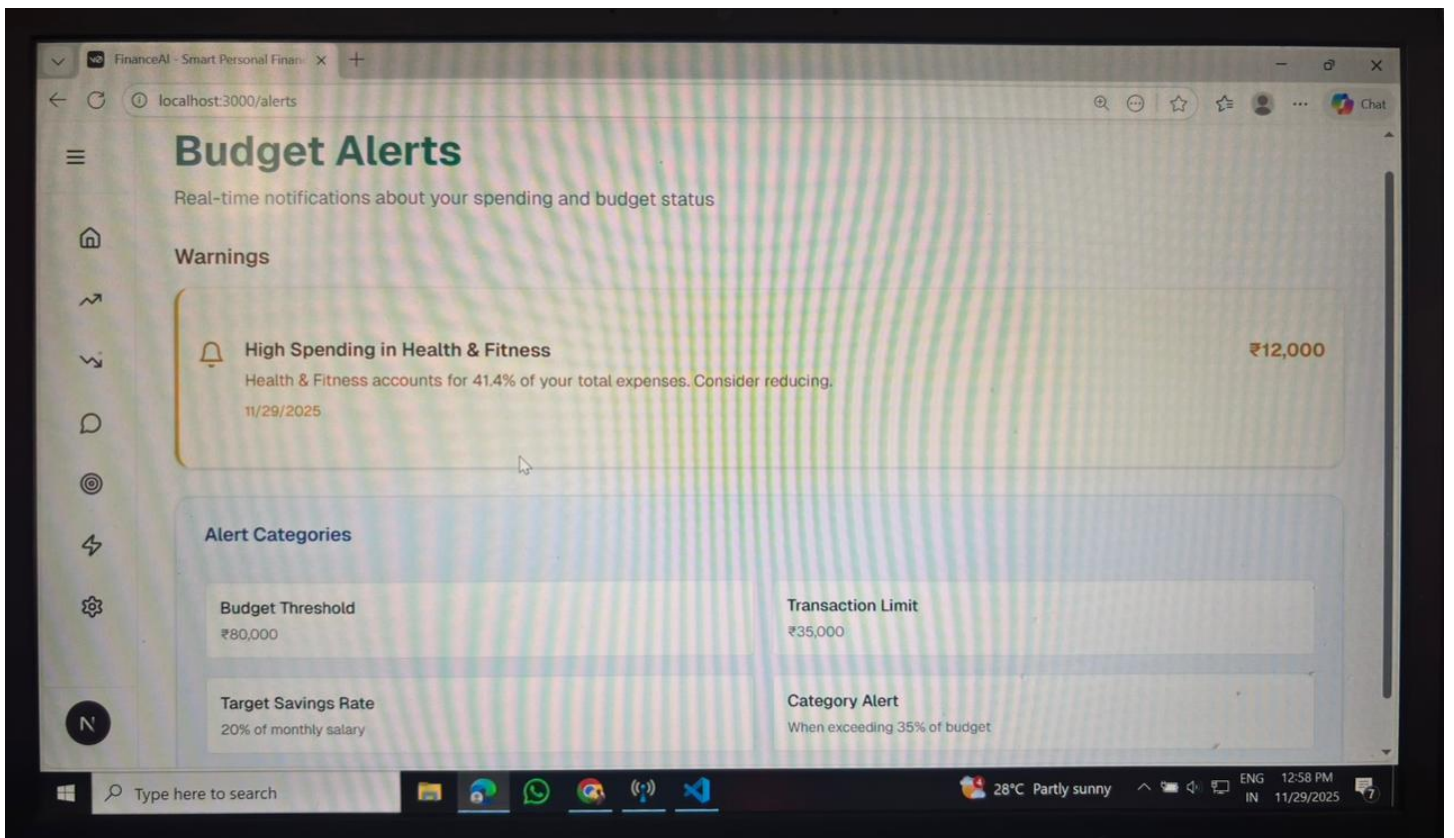 FinanceAI - Smart Personal Finan
localhost:3000/alerts
Chat
Budget Alerts
Real-time notifications about your spending and budget status
Warnings
High Spending in Health & Fitness
₹12,000
Health & Fitness accounts for 41.4% of your total expenses. Consider reducing.
11/29/2025
Alert Categories
Budget Threshold
₹80,000
Transaction Limit
₹35,000
Target Savings Rate
20% of monthly salary
Category Alert
When exceeding 35% of budget
N
Type here to search
28°C Partly sunny
ENG
IN
12:58 PM
11/29/2025
7